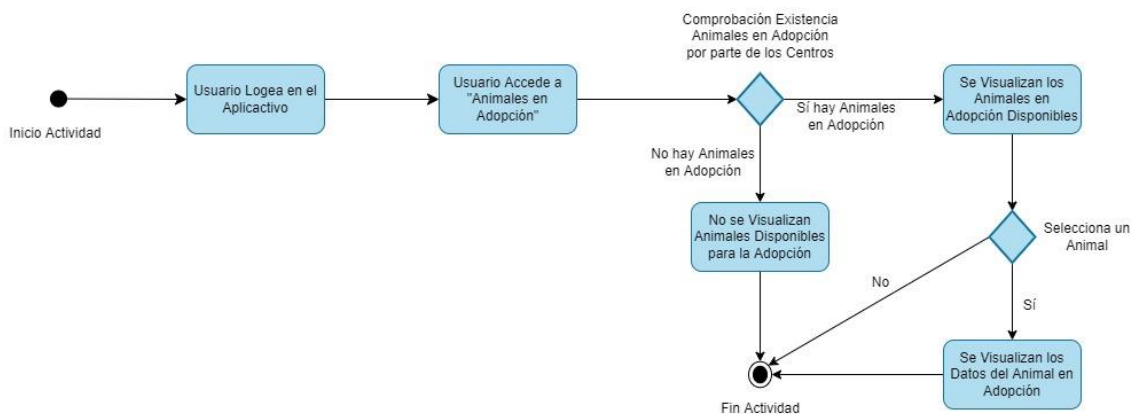 Inicio Actividad
Usuario Logea en el
Aplicactivo
Usuario Accede a
"Animales en
Adopción"
Comprobación Existencia
Animales en Adopción
por parte de los Centros
Sí hay Animales
en Adopción
Se Visualizan los
Animales en
Adopción Disponibles
No hay Animales
en Adopción
No se Visualizan
Animales Disponibles
para la Adopción
Selecciona un
Animal
No
Sí
Se Visualizan los
Datos del Animal en
Adopción
Fin Actividad